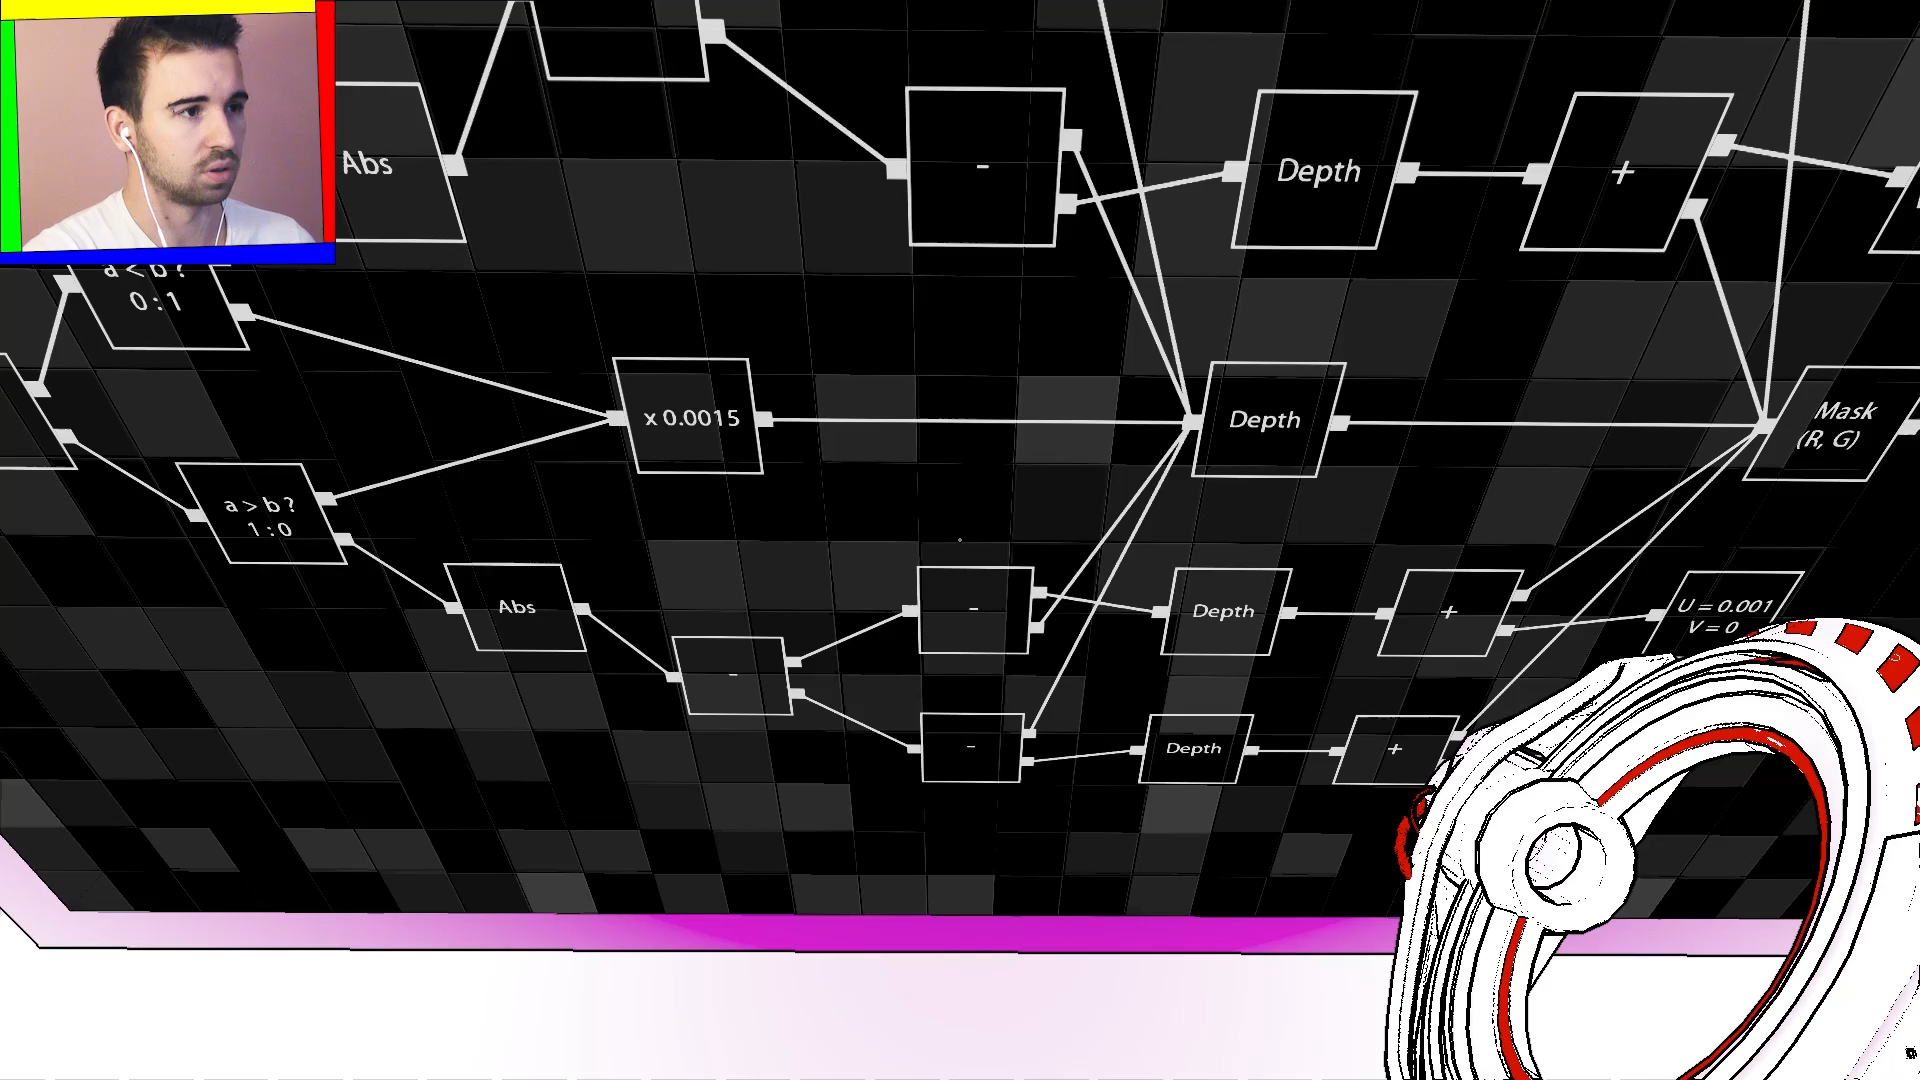 Abs
-
Depth
+
a < b ?
0 : 1
x 0.0015
Depth
Mask
(R, G)
a > b ?
1 : 0
Abs
-
Depth
+
U = 0.001
V = 0
-
-
Depth
+